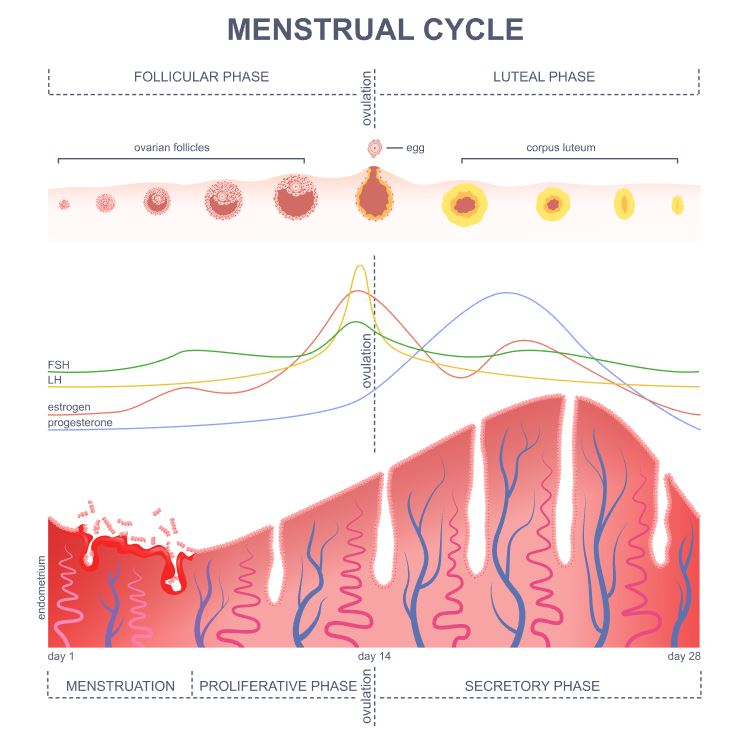 MENSTRUAL CYCLE
FOLLICULAR PHASE
ovulation
LUTEAL PHASE
ovarian follicles
egg
corpus luteum
FSH
LH
estrogen
progesterone
ovulation
endometrium
day 1
day 14
day 28
MENSTRUATION
PROLIFERATIVE PHASE
ovulation
SECRETORY PHASE